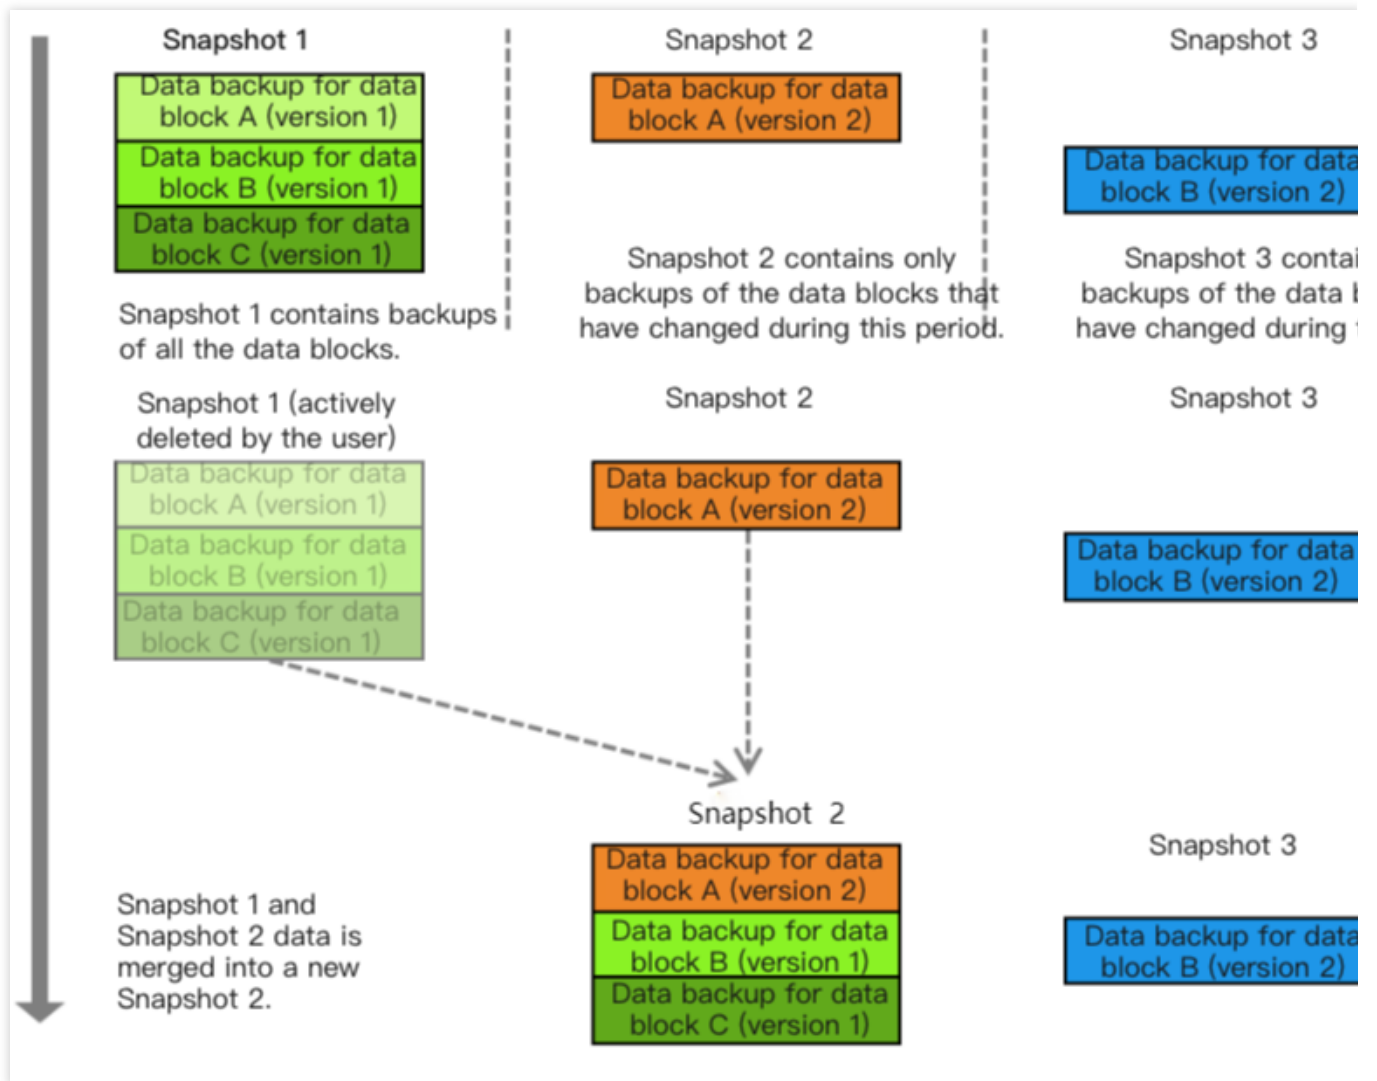 Snapshot 1
Data backup for data
block A (version 1)
Data backup for data
block B (version 1)
Data backup for data
block C (version 1)
Snapshot 1 contains backups
of all the data blocks.
Snapshot 2
Data backup for data
block A (version 2)
Snapshot 2 contains only
backups of the data blocks that
have changed during this period.
Snapshot 3
Data backup for data
block B (version 2)
Snapshot 3 contai
backups of the data
have changed during
Snapshot 1 (actively
deleted by the user)
Data backup for data
block A (version 1)
Data backup for data
block B (version 1)
Data backup for data
block C (version 1)
Snapshot 2
Data backup for data
block A (version 2)
Snapshot 3
Data backup for data
block B (version 2)
Snapshot 1 and
Snapshot 2 data is
merged into a new
Snapshot 2.
Snapshot 2
Data backup for data
block A (version 2)
Data backup for data
block B (version 1)
Data backup for data
block C (version 1)
Snapshot 3
Data backup for data
block B (version 2)